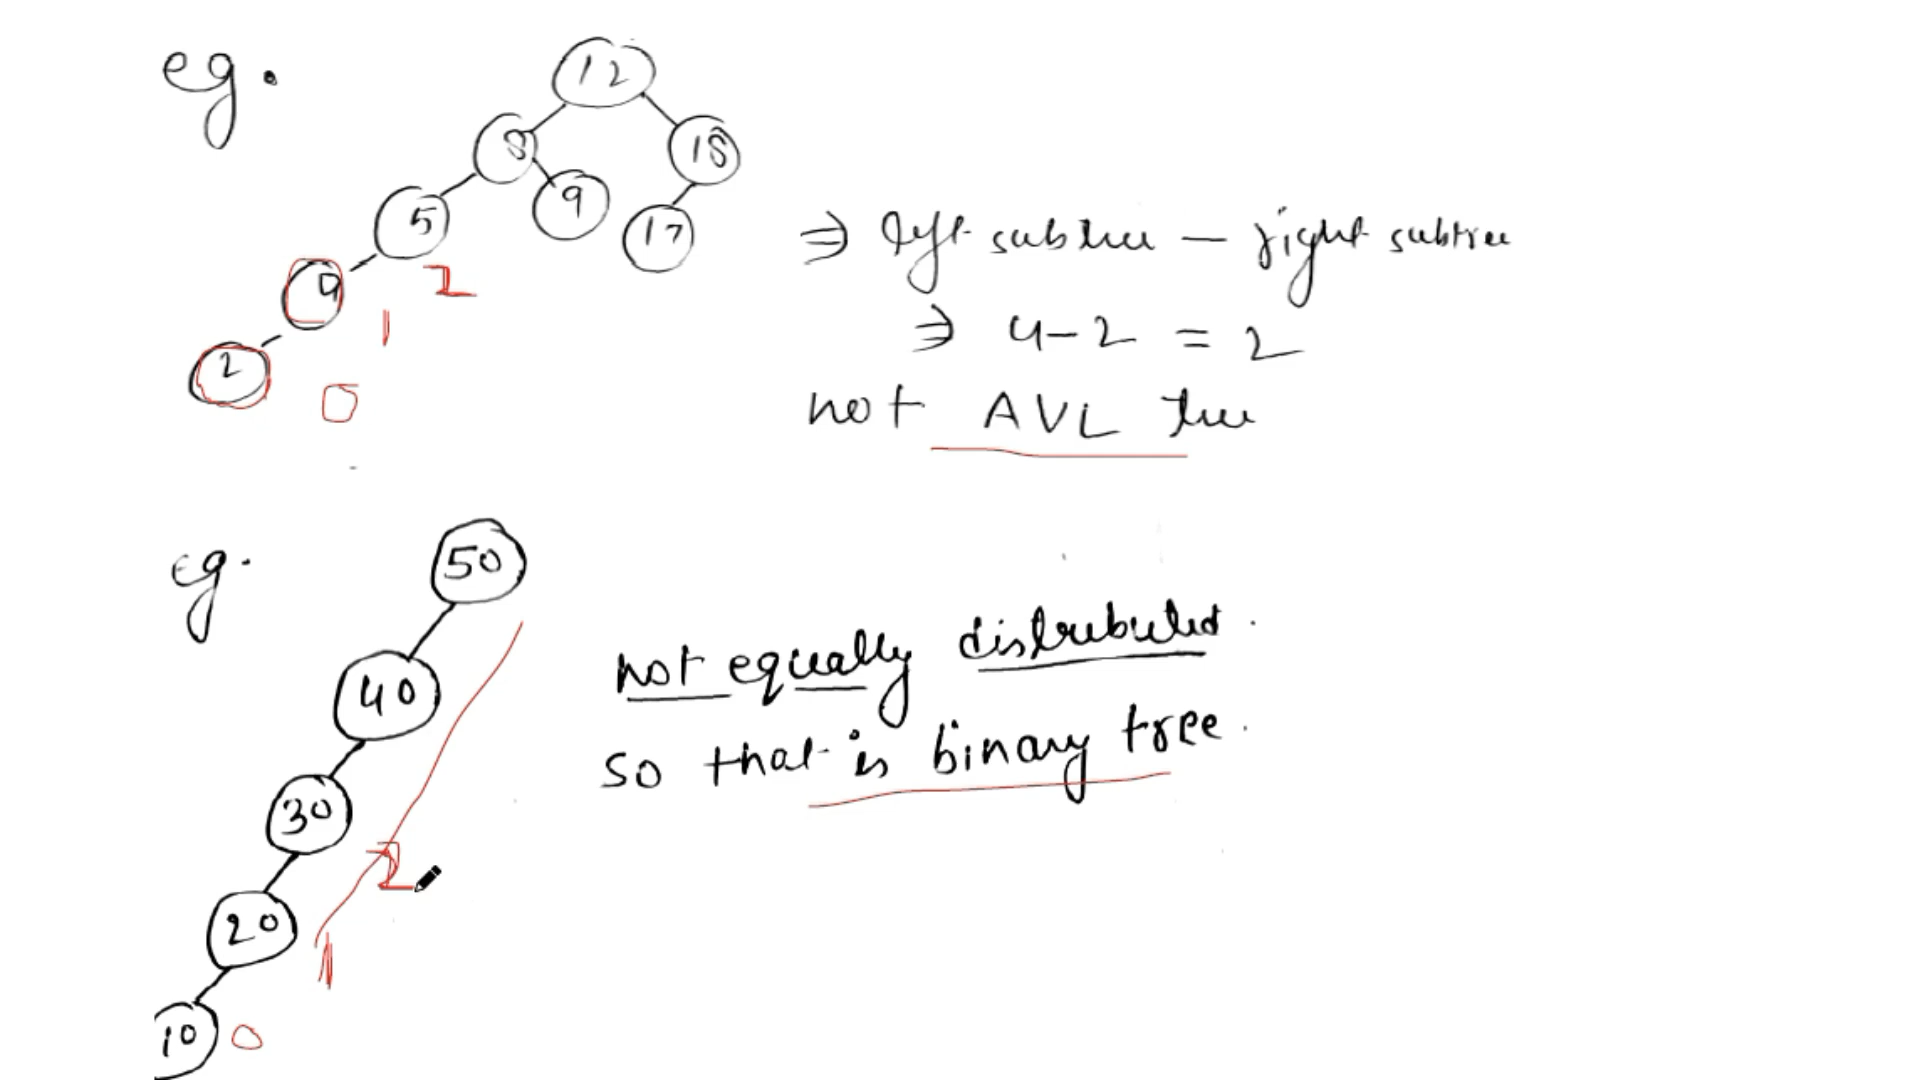 eg.
12
8 18
5 9 17
4 2
1
2 0
⇒ left subtree - right subtree
⇒ 4-2 = 2
not AVL tree
eg.
50
40
30
2
20
1
10 0
not equally distributed.
so that is binary tree.